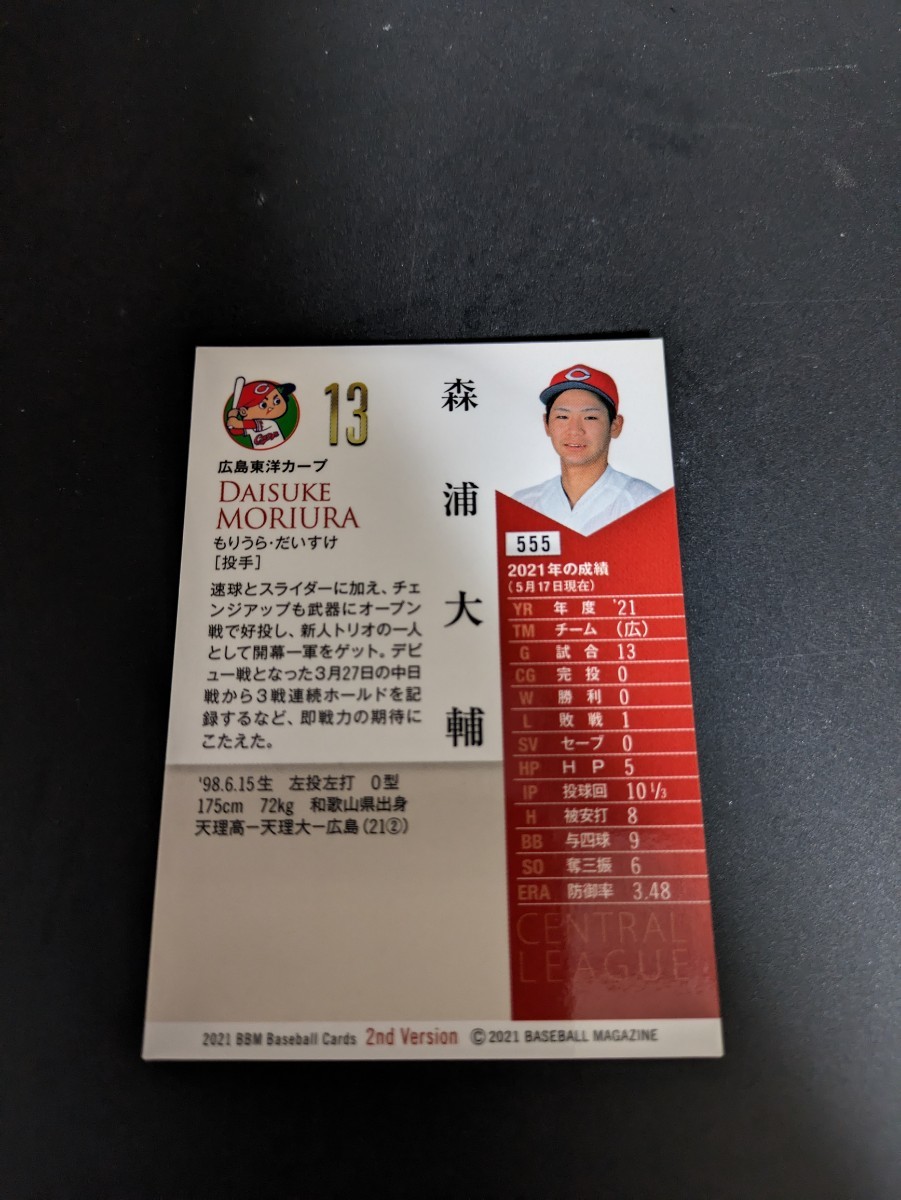 13
広島東洋カープ
DAISUKE
MORIURA
もりうら・だいすけ
[投手]
速球とスライダーに加え、チェ
ンジアップも武器にオープン
戦で好投し、新人トリオの一人
として開幕一軍をゲット。デビ
ュー戦となった3月27日の中日
戦から3戦連続ホールドを記
録するなど、即戦力の期待に
こたえた。
'98.6.15生 左投左打 O型
175cm 72kg 和歌山県出身
天理高ー天理大ー広島(21②)
森浦大輔
C
555
2021年の成績
(5月17日現在)
YR 年度 '21
TM チーム (広)
G 試合 13
CG 完投 0
W 勝利 0
L 敗戦 1
SV セーブ 0
HP HP 5
IP 投球回 10 1/3
H 被安打 8
BB 与四球 9
SO 奪三振 6
ERA 防御率 3.48
CENTRAL
LEAGUE
2021 BBM Baseball Cards 2nd Version ©2021 BASEBALL MAGAZINE